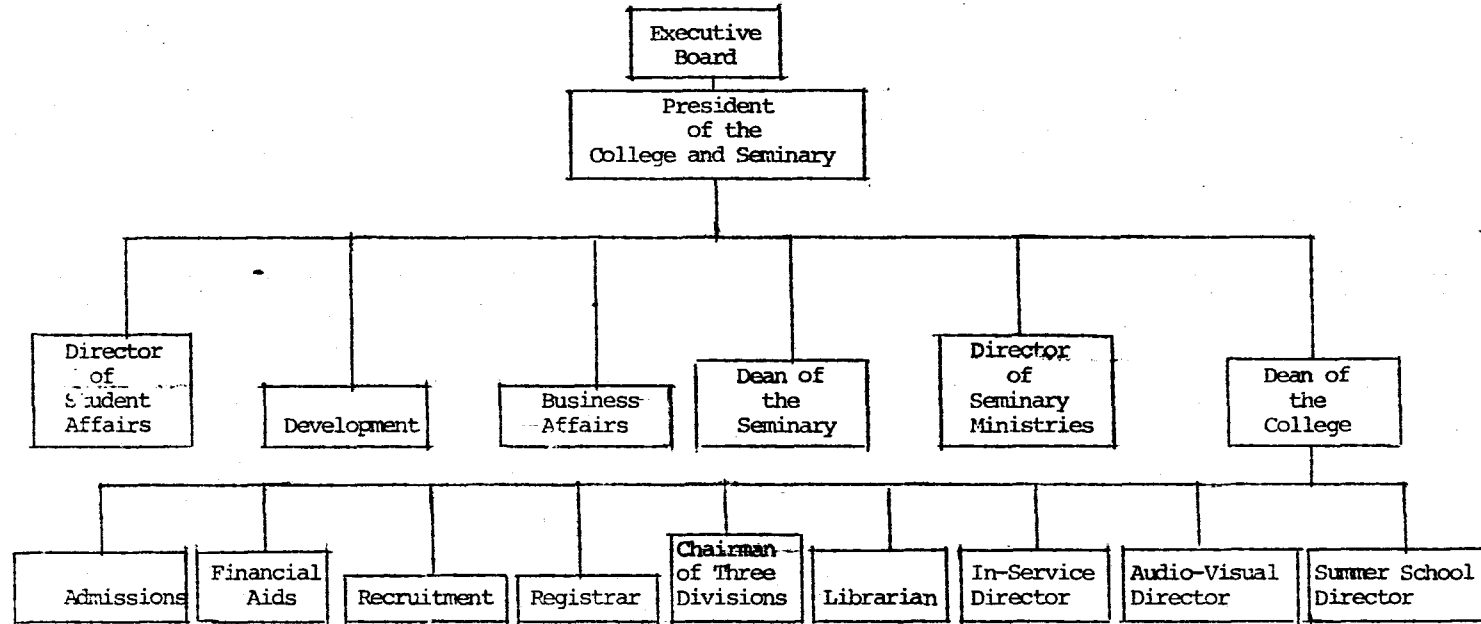 Executive
Board
President
of the
College and Seminary
Director
of
Student
Affairs
Development
Business
Affairs
Dean of
the
Seminary
Director
of
Seminary
Ministries
Dean of
the
College
Admissions
Financial
Aids
Recruitment
Registrar
Chairman
of Three
Divisions
Librarian
In-Service
Director
Audio-Visual
Director
Summer School
Director